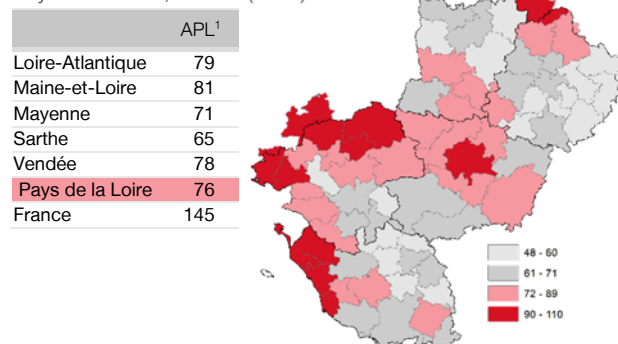 APL¹
Loire-Atlantique 79
Maine-et-Loire 81
Mayenne 71
Sarthe 65
Vendée 78
Pays de la Loire 76
France 145
48 - 60
61 - 71
72 - 89
90 - 110